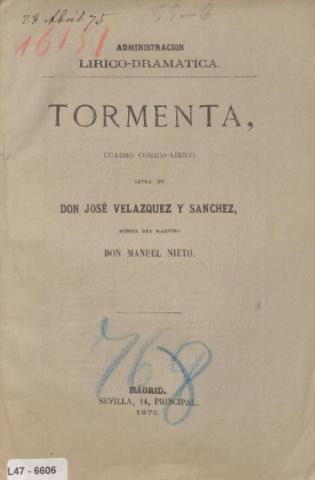 28 Abril 75
55-6
16151
ADMINISTRACION
LIRICO-DRAMATICA.
TORMENTA,
CUADRO CÓMICO-LÍRICO,
LETRA DE
DON JOSÉ VELAZQUEZ Y SANCHEZ,
MÚSICA DEL MAESTRO
DON MANUEL NIETO.
768
MADRID.
SEVILLA, 14, PRINCIPAL.
1875.
L47 - 6606